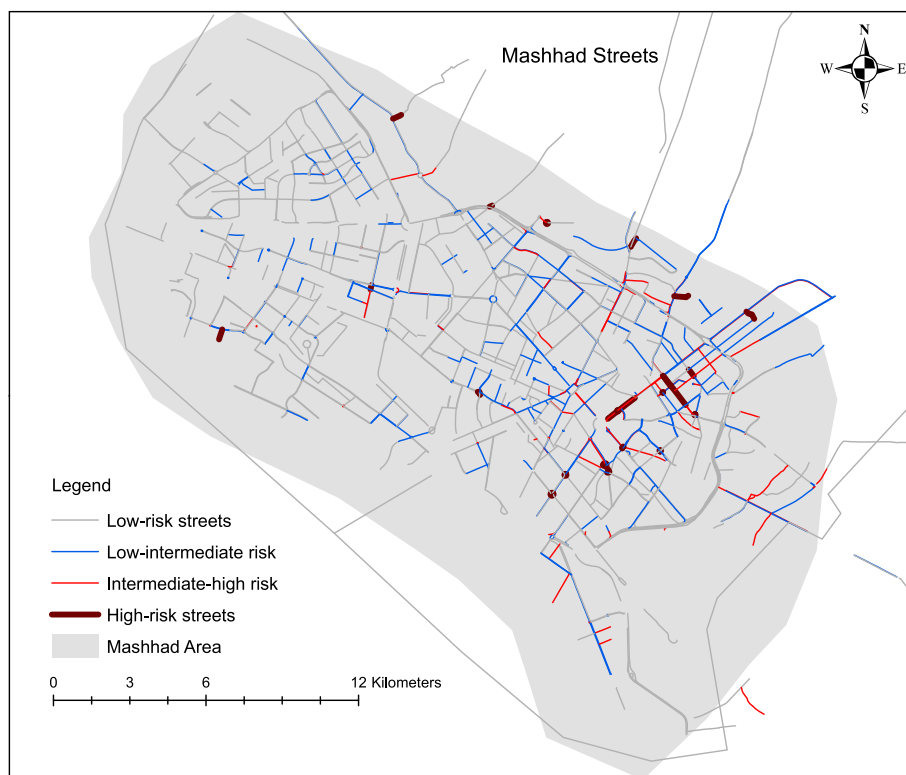 Mashhad Streets
N
W
E
S
Legend
Low-risk streets
Low-intermediate risk
Intermediate-high risk
High-risk streets
Mashhad Area
0 3 6 12 Kilometers